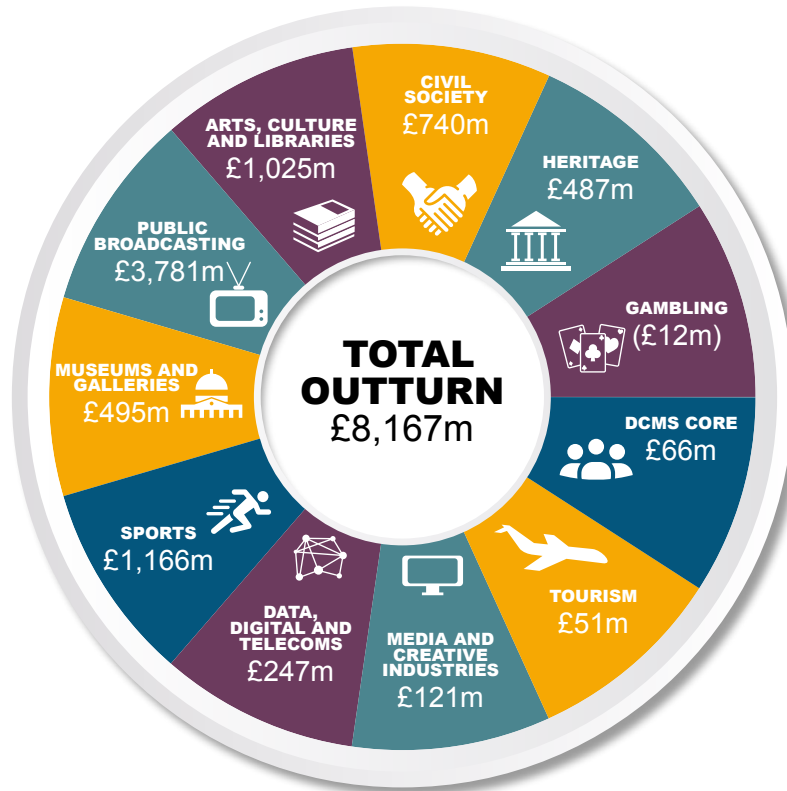 CIVIL
SOCIETY
£740m
HERITAGE
£487m
GAMBLING
(£12m)
DCMS CORE
£66m
TOURISM
£51m
MEDIA AND
CREATIVE
INDUSTRIES
£121m
DATA,
DIGITAL AND
TELECOMS
£247m
SPORTS
£1,166m
MUSEUMS AND
GALLERIES
£495m
PUBLIC
BROADCASTING
£3,781m
ARTS, CULTURE
AND LIBRARIES
£1,025m
TOTAL
OUTTURN
£8,167m